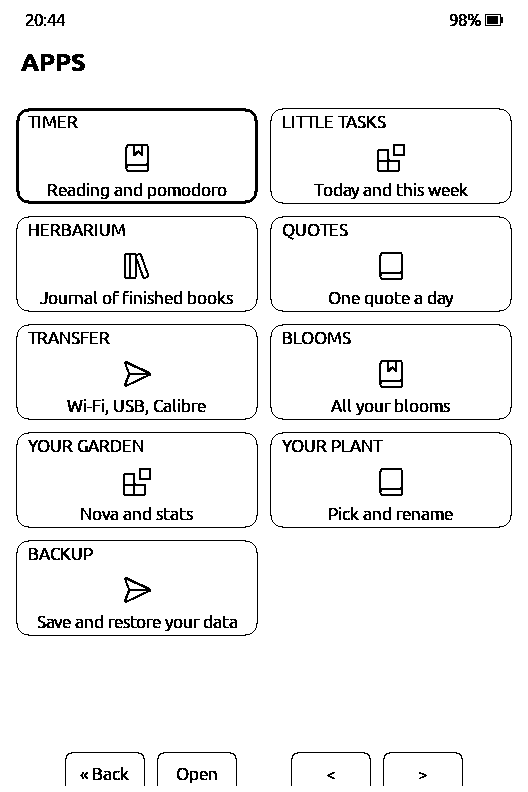 20:44 98%
APPS
TIMER
Reading and pomodoro
LITTLE TASKS
Today and this week
HERBARIUM
Journal of finished books
QUOTES
One quote a day
TRANSFER
Wi-Fi, USB, Calibre
BLOOMS
All your blooms
YOUR GARDEN
Nova and stats
YOUR PLANT
Pick and rename
BACKUP
Save and restore your data
« Back Open < >